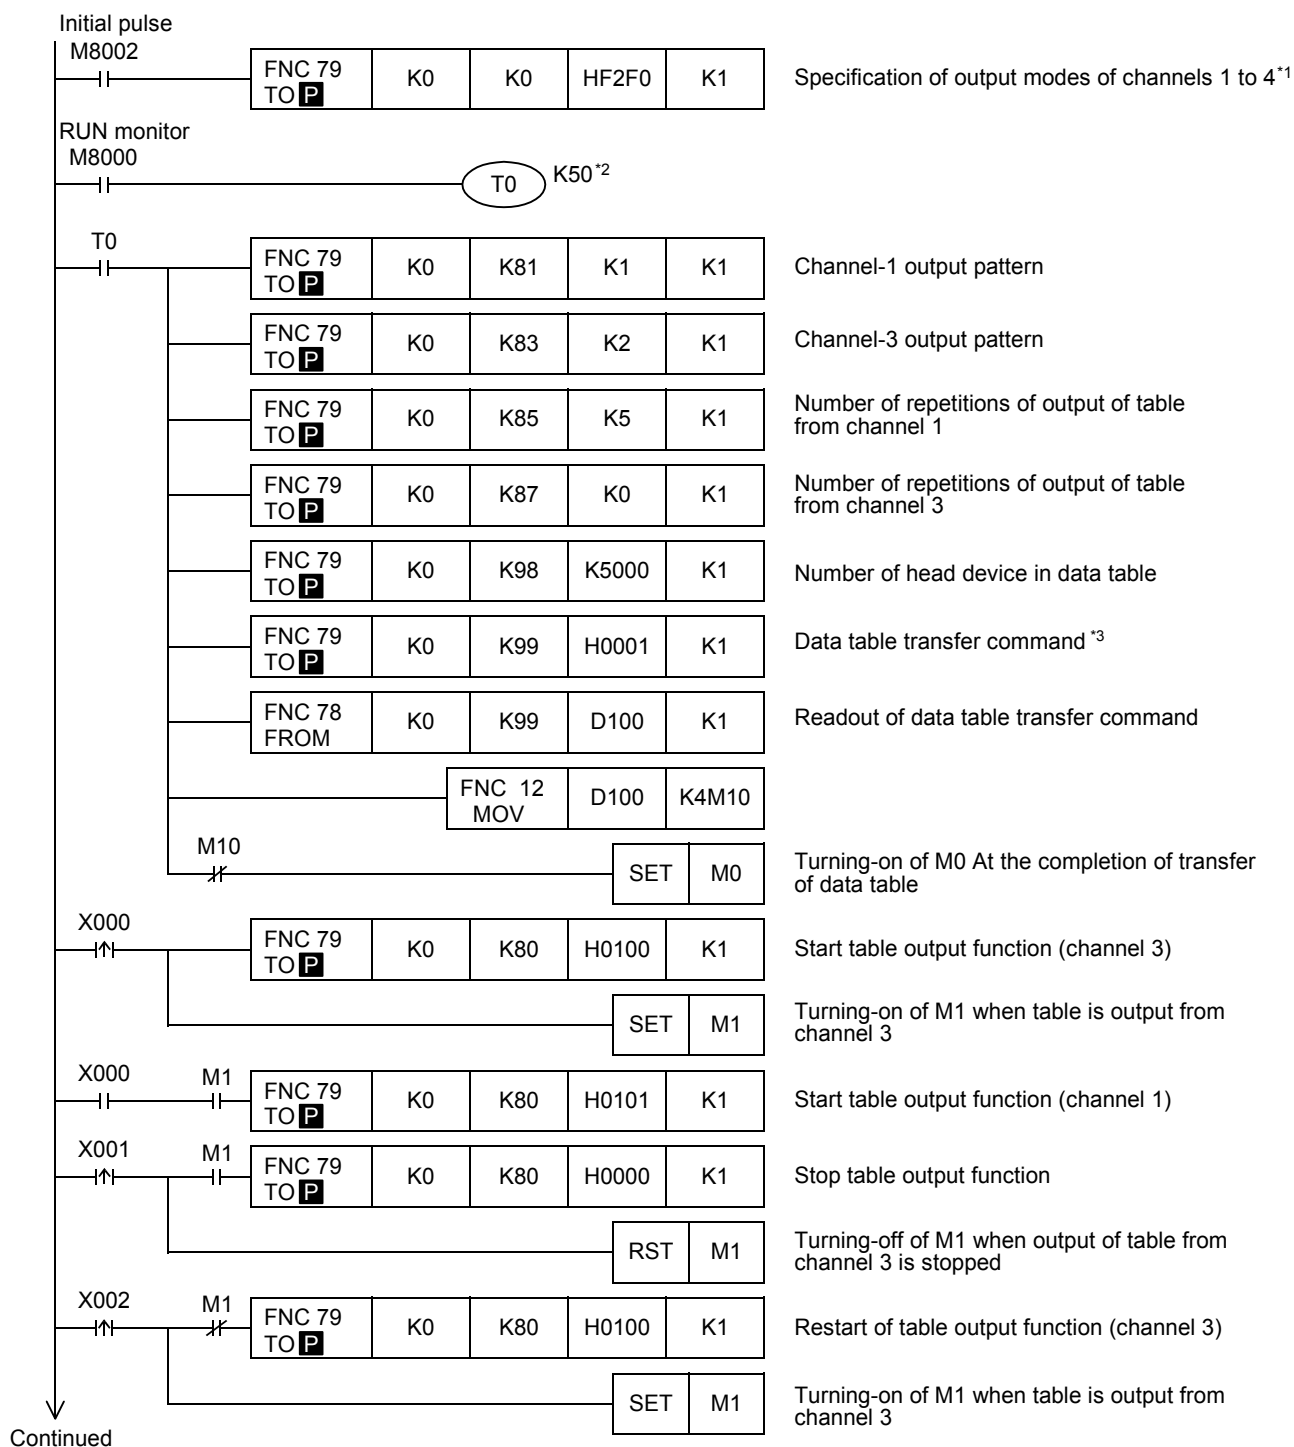 Initial pulse
M8002
FNC 79
TO P
K0
K0
HF2F0
K1
Specification of output modes of channels 1 to 4*1
RUN monitor
M8000
T0
K50*2
T0
FNC 79
TO P
K0
K81
K1
K1
Channel-1 output pattern
FNC 79
TO P
K0
K83
K2
K1
Channel-3 output pattern
FNC 79
TO P
K0
K85
K5
K1
Number of repetitions of output of table
from channel 1
FNC 79
TO P
K0
K87
K0
K1
Number of repetitions of output of table
from channel 3
FNC 79
TO P
K0
K98
K5000
K1
Number of head device in data table
FNC 79
TO P
K0
K99
H0001
K1
Data table transfer command *3
FNC 78
FROM
K0
K99
D100
K1
Readout of data table transfer command
FNC 12
MOV
D100
K4M10
M10
SET
M0
Turning-on of M0 At the completion of transfer
of data table
X000
FNC 79
TO P
K0
K80
H0100
K1
Start table output function (channel 3)
SET
M1
Turning-on of M1 when table is output from
channel 3
X000
M1
FNC 79
TO P
K0
K80
H0101
K1
Start table output function (channel 1)
X001
M1
FNC 79
TO P
K0
K80
H0000
K1
Stop table output function
RST
M1
Turning-off of M1 when output of table from
channel 3 is stopped
X002
M1
FNC 79
TO P
K0
K80
H0100
K1
Restart of table output function (channel 3)
SET
M1
Turning-on of M1 when table is output from
channel 3
Continued